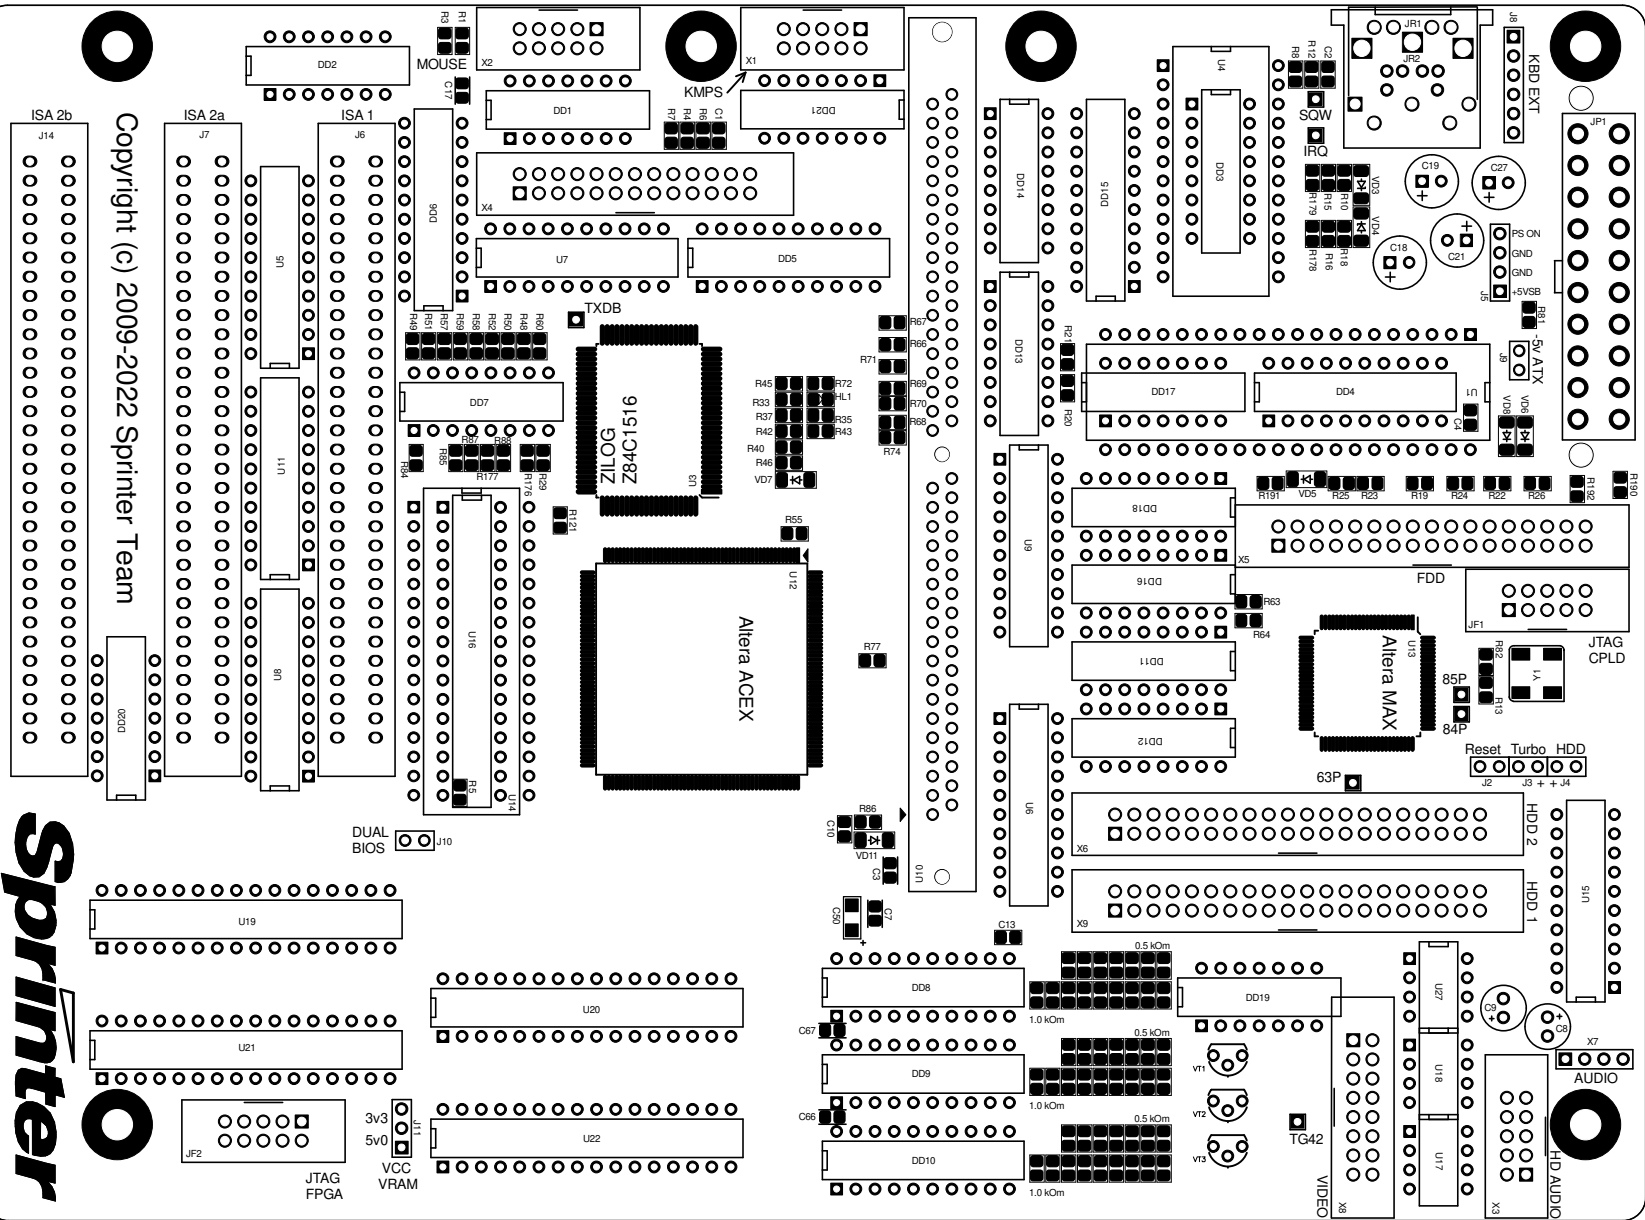 R3
R1
MOUSE
DD2
C17
X2
X1
KMPS
DD1
DD21
R7
R4
R6
C1
U4
DD3
R8
R12
C2
SQW
IRQ
JR1
JR2
J8
KBD EXT
JP1
ISA 2b
J14
ISA 2a
J7
ISA 1
J6
Copyright (c) 2009-2022 Sprinter Team
U5
U11
U8
DD20
DD6
X4
U7
DD5
DD14
DD15
DD13
R179
R15
R10
VD3
R178
R16
R18
VD4
C19
C27
C18
C21
PS ON
GND
GND
+5VSB
J5
R81
-5v ATX
J9
TXDB
R49
R51
R57
R59
R58
R52
R50
R48
R60
DD7
R84
R85
R87
R88
R177
R176
R29
ZILOG
Z84C1516
U3
R67
R66
R71
R69
R70
R68
R74
R45
R72
R33
HL1
R37
R35
R42
R43
R40
R46
VD7
R21
R20
DD17
DD4
U1
C4
VD8
VD6
R121
R55
U16
U14
R5
Altera ACEX
U12
R77
U9
DD18
DD16
DD11
DD12
R191
VD5
R25
R23
R19
R24
R22
R26
R192
R190
X5
FDD
R63
R64
JF1
JTAG
CPLD
Altera MAX
U13
R82
R13
Y1
85P
84P
63P
Reset
Turbo
HDD
J2
J3
+
+
J4
U6
X6
HDD 2
X9
HDD 1
U15
DUAL
BIOS
J10
R86
C10
VD11
C3
U10
C50
+
C7
C13
Sprinter
U19
U21
U20
U22
DD8
DD9
DD10
C67
C66
0.5 kOm
1.0 kOm
0.5 kOm
1.0 kOm
0.5 kOm
1.0 kOm
DD19
VT1
VT2
VT3
TG42
VIDEO
X8
U27
U18
U17
C9
C8
X7
AUDIO
HD AUDIO
X3
JF2
JTAG
FPGA
3v3
5v0
J11
VCC
VRAM